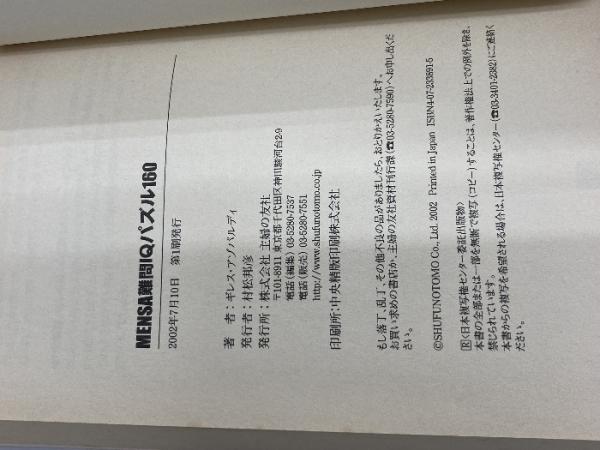 MENSA難問IQパズル160
2002年7月10日　第1刷発行
著　者：ギレス・アソパルディ
発行者：村松邦彦
発行所：株式会社 主婦の友社
〒101-8911 東京都千代田区神田駿河台2-9
電話(編集) 03-5280-7537
電話(販売) 03-5280-7551
http://www.shufunotomo.co.jp
印刷所：中央精版印刷株式会社
もし落丁、乱丁、その他不良の品がありましたら、おとりかえいたします。
お買い求めの書店か、主婦の友社資材刊行課(☎03-5280-7590)へお申し出くだ
さい。
©SHUFUNOTOMO Co., Ltd. 2002 Printed in Japan ISBN4-07-233891-5
Ⓡ〈日本複写権センター委託出版物〉
本書の全部または一部を無断で複写(コピー)することは、著作権法上での例外を除き、
禁じられています。
本書からの複写を希望される場合は、日本複写権センター(☎03-3401-2382)にご連絡く
ださい。